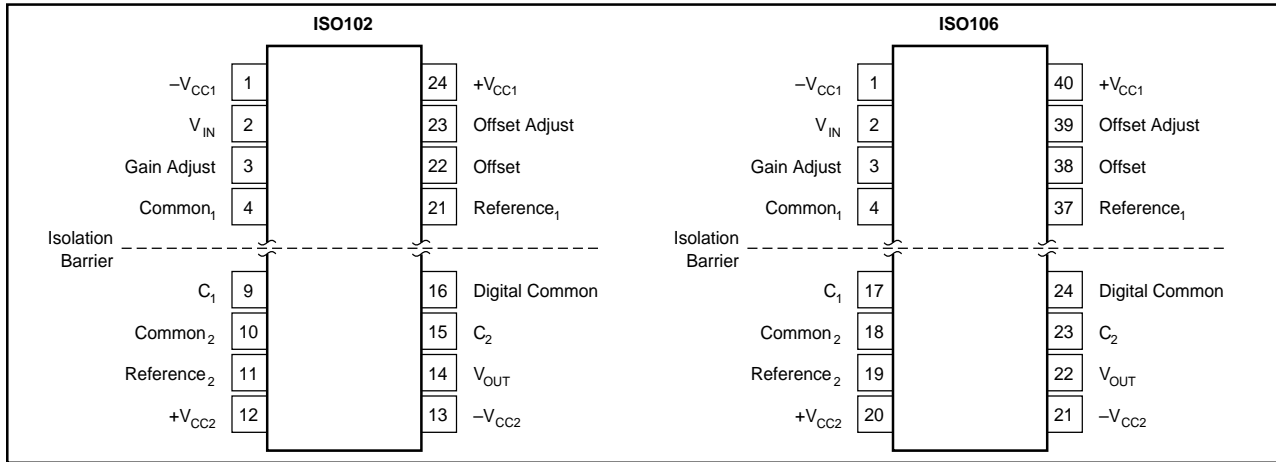 ISO102
–VCC1 1 24 +VCC1
VIN 2 23 Offset Adjust
Gain Adjust 3 22 Offset
Common1 4 21 Reference1
Isolation
Barrier
C1 9 16 Digital Common
Common2 10 15 C2
Reference2 11 14 VOUT
+VCC2 12 13 –VCC2
ISO106
–VCC1 1 40 +VCC1
VIN 2 39 Offset Adjust
Gain Adjust 3 38 Offset
Common1 4 37 Reference1
Isolation
Barrier
C1 17 24 Digital Common
Common2 18 23 C2
Reference2 19 22 VOUT
+VCC2 20 21 –VCC2